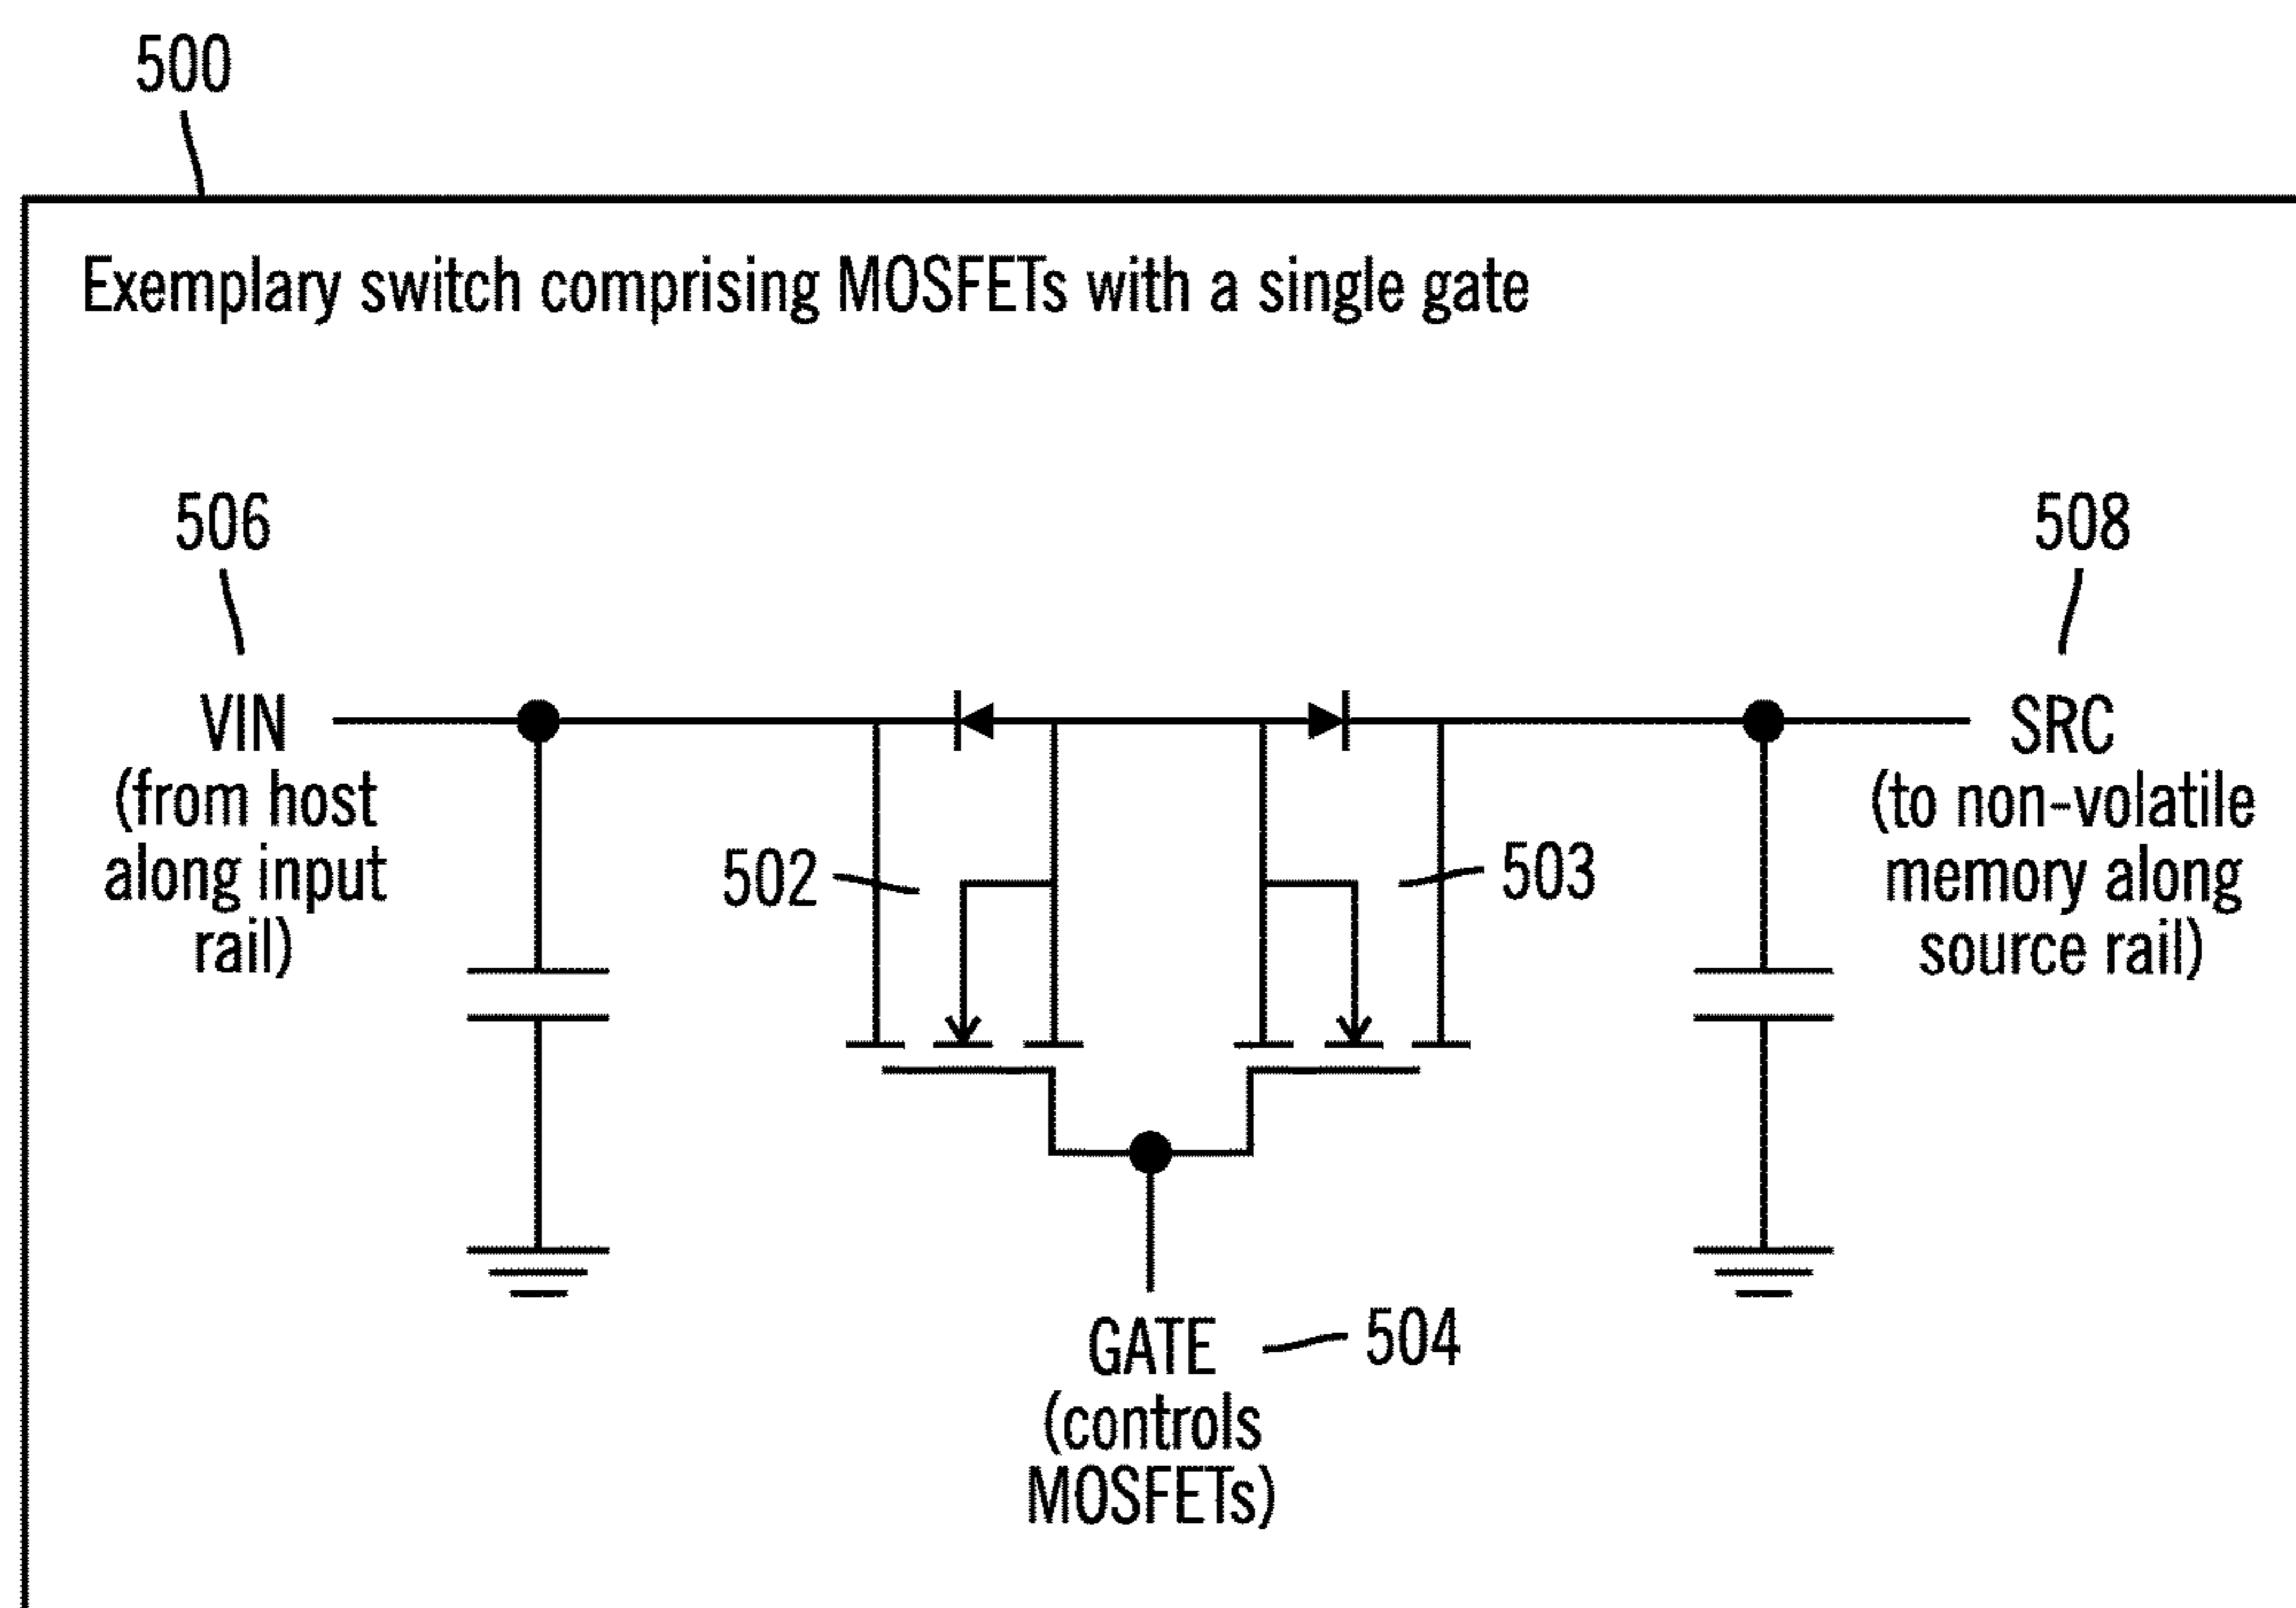 500
Exemplary switch comprising MOSFETs with a single gate
506
508
VIN
(from host
along input
rail)
SRC
(to non-volatile
memory along
source rail)
502
503
GATE
504
(controls
MOSFETs)